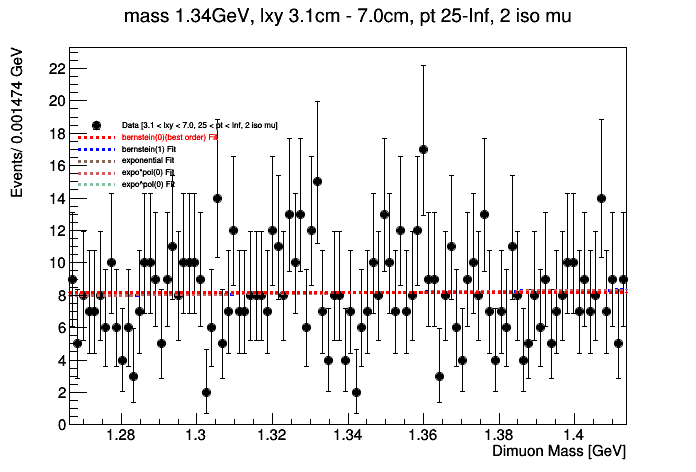 mass 1.34GeV, lxy 3.1cm - 7.0cm, pt 25-Inf, 2 iso mu
Events/ 0.001474 GeV
22
20
18
16
14
12
10
8
6
4
2
0
Data [3.1 < lxy < 7.0, 25 < pt < Inf, 2 iso mu]
bernstein(0)(best order) Fit
bernstein(1) Fit
exponential Fit
expo*pol(0) Fit
expo*pol(0) Fit
1.28 1.3 1.32 1.34 1.36 1.38 1.4
Dimuon Mass [GeV]